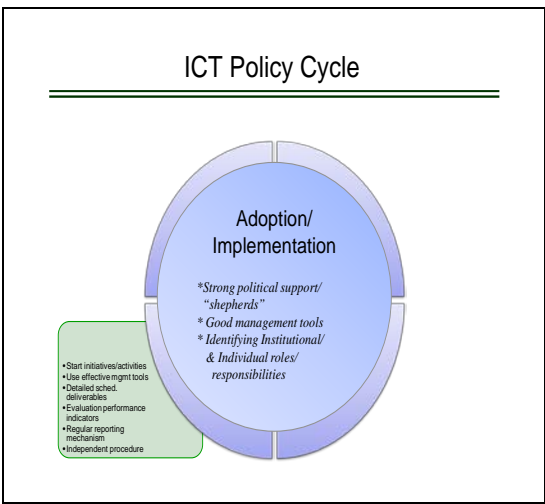 ICT Policy Cycle
Adoption/
Implementation
*Strong political support/
“shepherds”
* Good management tools
* Identifying Institutional/
& Individual roles/
responsibilities
•Start initiatives/activities
•Use effective mgmt tools
•Detailed sched.
deliverables
•Evaluation performance
indicators
•Regular reporting
mechanism
•Independent procedure